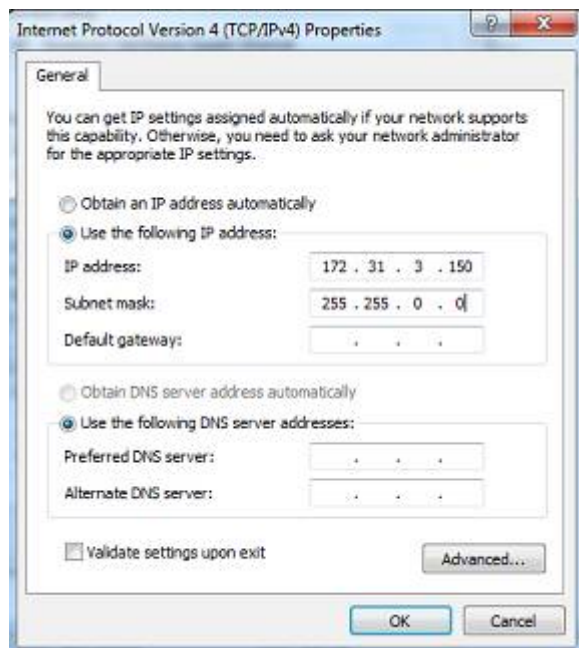 Internet Protocol Version 4 (TCP/IPv4) Properties
General
You can get IP settings assigned automatically if your network supports
this capability. Otherwise, you need to ask your network administrator
for the appropriate IP settings.
Obtain an IP address automatically
Use the following IP address:
IP address: 172 . 31 . 3 . 150
Subnet mask: 255 . 255 . 0 . 0
Default gateway: . . .
Obtain DNS server address automatically
Use the following DNS server addresses:
Preferred DNS server: . . .
Alternate DNS server: . . .
Validate settings upon exit
Advanced...
OK Cancel